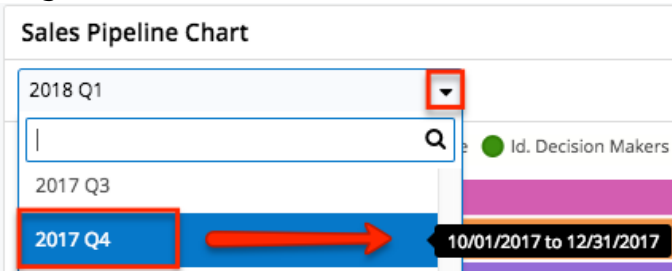 Sales Pipeline Chart
2018 Q1
Id. Decision Makers
2017 Q3
2017 Q4
10/01/2017 to 12/31/2017